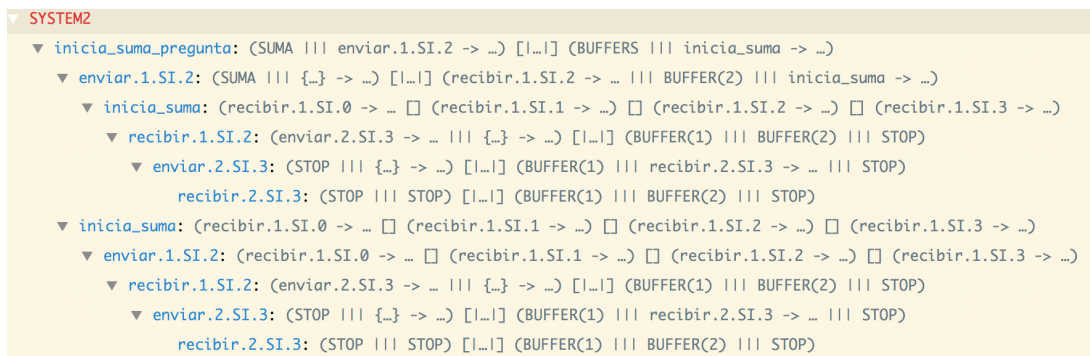 ▼ SYSTEM2
▼ inicia_suma_pregunta: (SUMA ||| enviar.1.SI.2 -> …) [|…|] (BUFFERS ||| inicia_suma -> …)
▼ enviar.1.SI.2: (SUMA ||| {…} -> …) [|…|] (recibir.1.SI.2 -> … ||| BUFFER(2) ||| inicia_suma -> …)
▼ inicia_suma: (recibir.1.SI.0 -> … [] (recibir.1.SI.1 -> …) [] (recibir.1.SI.2 -> …) [] (recibir.1.SI.3 -> …)
▼ recibir.1.SI.2: (enviar.2.SI.3 -> … ||| {…} -> …) [|…|] (BUFFER(1) ||| BUFFER(2) ||| STOP)
▼ enviar.2.SI.3: (STOP ||| {…} -> …) [|…|] (BUFFER(1) ||| recibir.2.SI.3 -> … ||| STOP)
recibir.2.SI.3: (STOP ||| STOP) [|…|] (BUFFER(1) ||| BUFFER(2) ||| STOP)
▼ inicia_suma: (recibir.1.SI.0 -> … [] (recibir.1.SI.1 -> …) [] (recibir.1.SI.2 -> …) [] (recibir.1.SI.3 -> …)
▼ enviar.1.SI.2: (recibir.1.SI.0 -> … [] (recibir.1.SI.1 -> …) [] (recibir.1.SI.2 -> …) [] (recibir.1.SI.3 -> …)
▼ recibir.1.SI.2: (enviar.2.SI.3 -> … ||| {…} -> …) [|…|] (BUFFER(1) ||| BUFFER(2) ||| STOP)
▼ enviar.2.SI.3: (STOP ||| {…} -> …) [|…|] (BUFFER(1) ||| recibir.2.SI.3 -> … ||| STOP)
recibir.2.SI.3: (STOP ||| STOP) [|…|] (BUFFER(1) ||| BUFFER(2) ||| STOP)